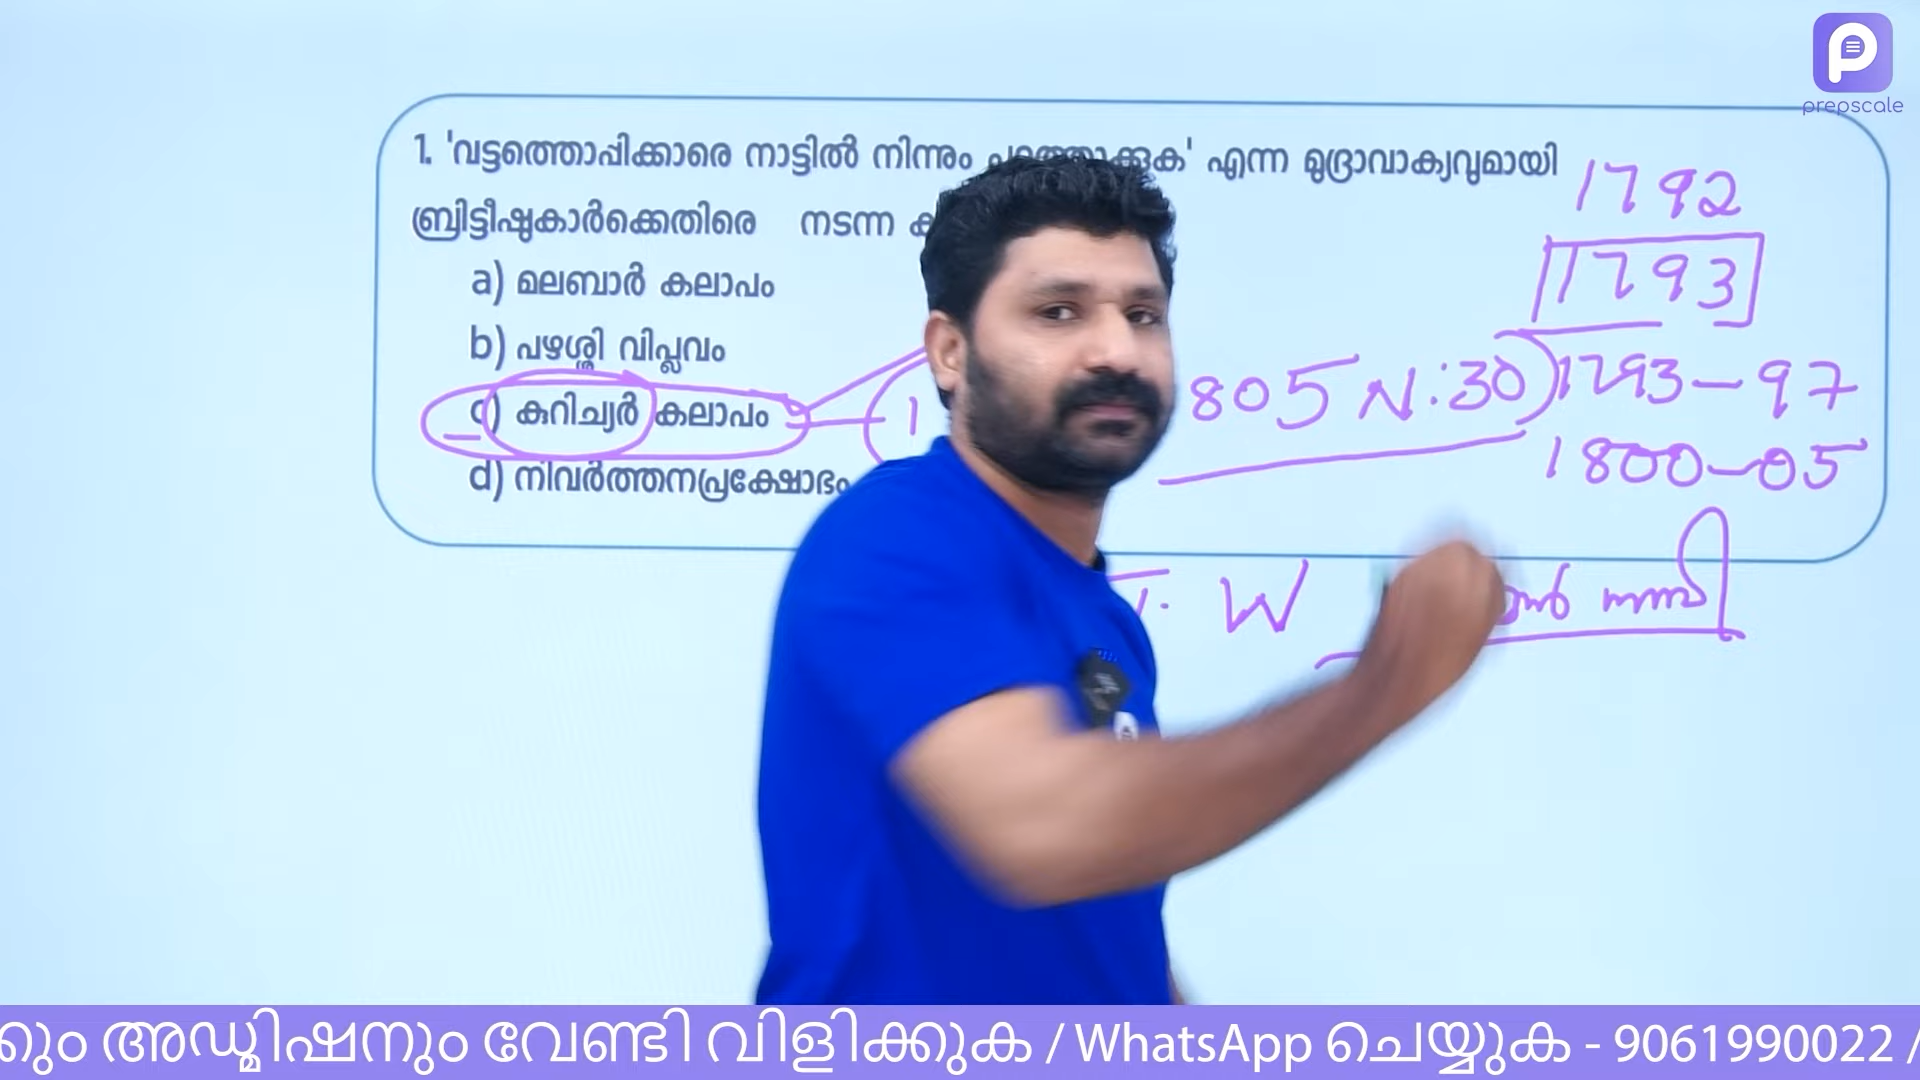 prepscale
1. 'വട്ടത്തൊപ്പിക്കാരെ നാട്ടിൽ നിന്നും എന്ന മുദ്രാവാക്യവുമായി
ബ്രിട്ടീഷുകാർക്കെതിരെ നടന്ന
a) മലബാർ കലാപം
b) പഴശ്ശി വിപ്ലവം
c) കുറിച്യർ കലാപം
d) നിവർത്തനപ്രക്ഷോഭം
1792
1793
805 N:30
1793-97
1800-05
T. W
ും അഡ്മിഷനും വേണ്ടി വിളിക്കുക / WhatsApp ചെയ്യുക - 9061990022 /